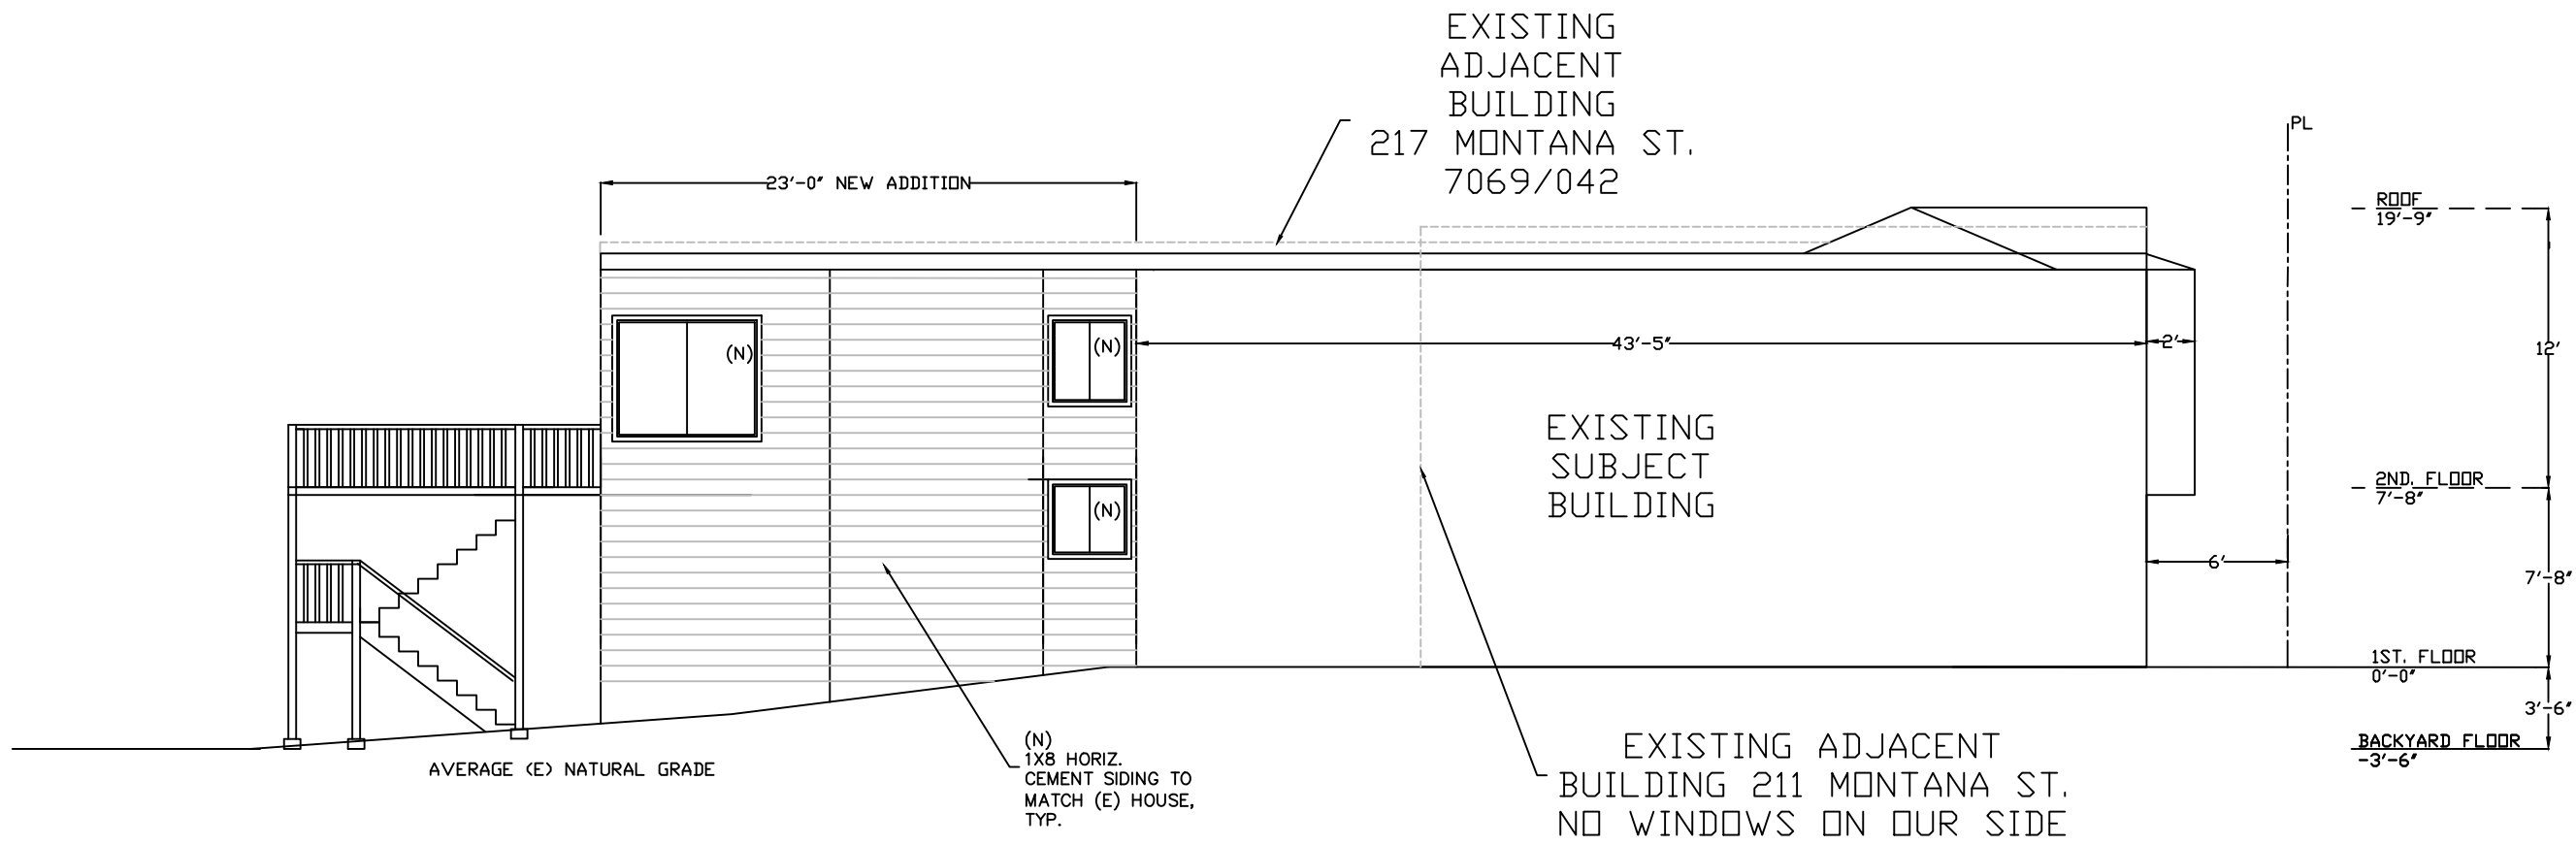 EXISTING
ADJACENT
BUILDING
217 MONTANA ST.
7069/042
PL
23'-0" NEW ADDITION
ROOF
19'-9"
(N)
(N)
43'-5"
2'
12'
EXISTING
SUBJECT
BUILDING
2ND. FLOOR
7'-8"
(N)
6'
7'-8"
1ST. FLOOR
0'-0"
3'-6"
BACKYARD FLOOR
-3'-6"
AVERAGE (E) NATURAL GRADE
(N)
1X8 HORIZ.
CEMENT SIDING TO
MATCH (E) HOUSE,
TYP.
EXISTING ADJACENT
BUILDING 211 MONTANA ST.
NO WINDOWS ON OUR SIDE